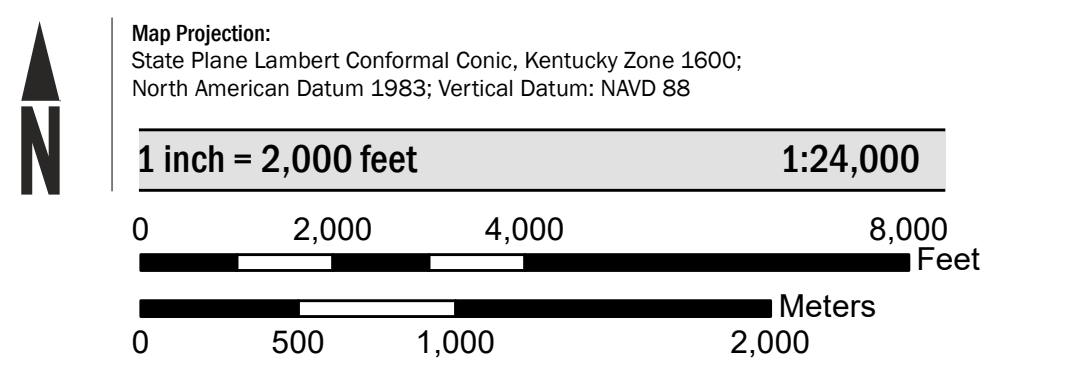 N
Map Projection:
State Plane Lambert Conformal Conic, Kentucky Zone 1600;
North American Datum 1983; Vertical Datum: NAVD 88
1 inch = 2,000 feet 1:24,000
0 2,000 4,000 8,000
Feet
Meters
0 500 1,000 2,000